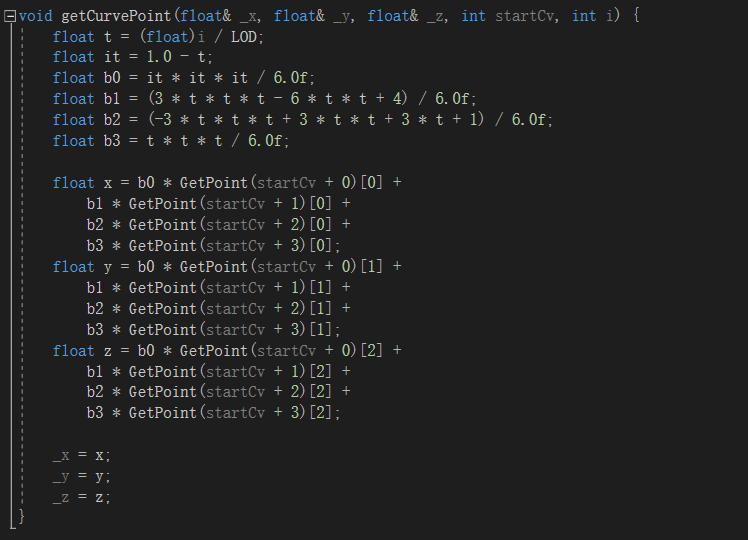 void getCurvePoint(float& _x, float& _y, float& _z, int startCv, int i) {
    float t = (float)i / LOD;
    float it = 1.0 - t;
    float b0 = it * it * it / 6.0f;
    float b1 = (3 * t * t * t - 6 * t * t + 4) / 6.0f;
    float b2 = (-3 * t * t * t + 3 * t * t + 3 * t + 1) / 6.0f;
    float b3 = t * t * t / 6.0f;

    float x = b0 * GetPoint(startCv + 0)[0] +
        b1 * GetPoint(startCv + 1)[0] +
        b2 * GetPoint(startCv + 2)[0] +
        b3 * GetPoint(startCv + 3)[0];
    float y = b0 * GetPoint(startCv + 0)[1] +
        b1 * GetPoint(startCv + 1)[1] +
        b2 * GetPoint(startCv + 2)[1] +
        b3 * GetPoint(startCv + 3)[1];
    float z = b0 * GetPoint(startCv + 0)[2] +
        b1 * GetPoint(startCv + 1)[2] +
        b2 * GetPoint(startCv + 2)[2] +
        b3 * GetPoint(startCv + 3)[2];

    _x = x;
    _y = y;
    _z = z;
}